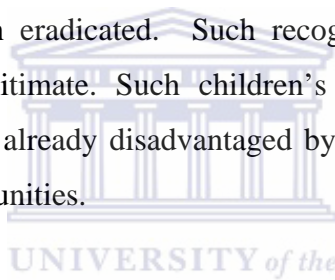 eradicated. Such recog
itimate. Such children's
already disadvantaged by
unities.
UNIVERSITY of the